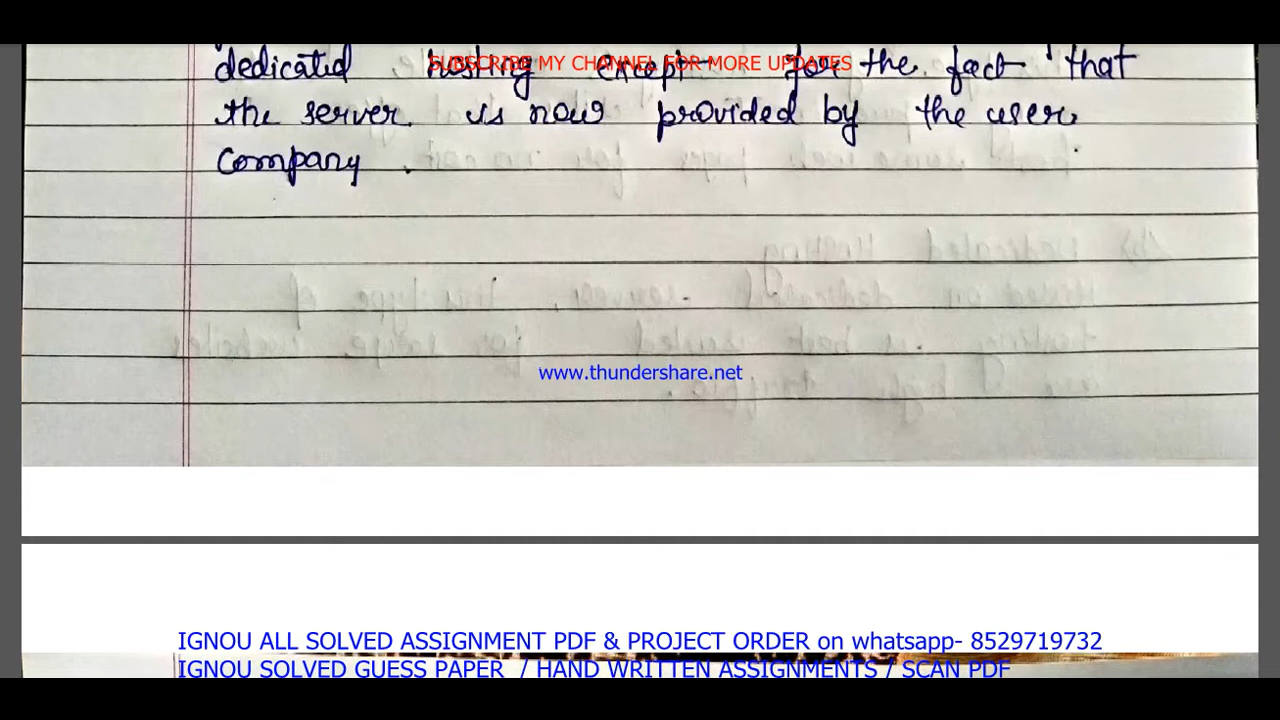 SUBSCRIBE MY CHANNEL FOR MORE UPDATES
dedicated hosting except for the fact that
the server is now provided by the user
company.
www.thundershare.net
IGNOU ALL SOLVED ASSIGNMENT PDF & PROJECT ORDER on whatsapp- 8529719732
IGNOU SOLVED GUESS PAPER / HAND WRITTEN ASSIGNMENTS / SCAN PDF